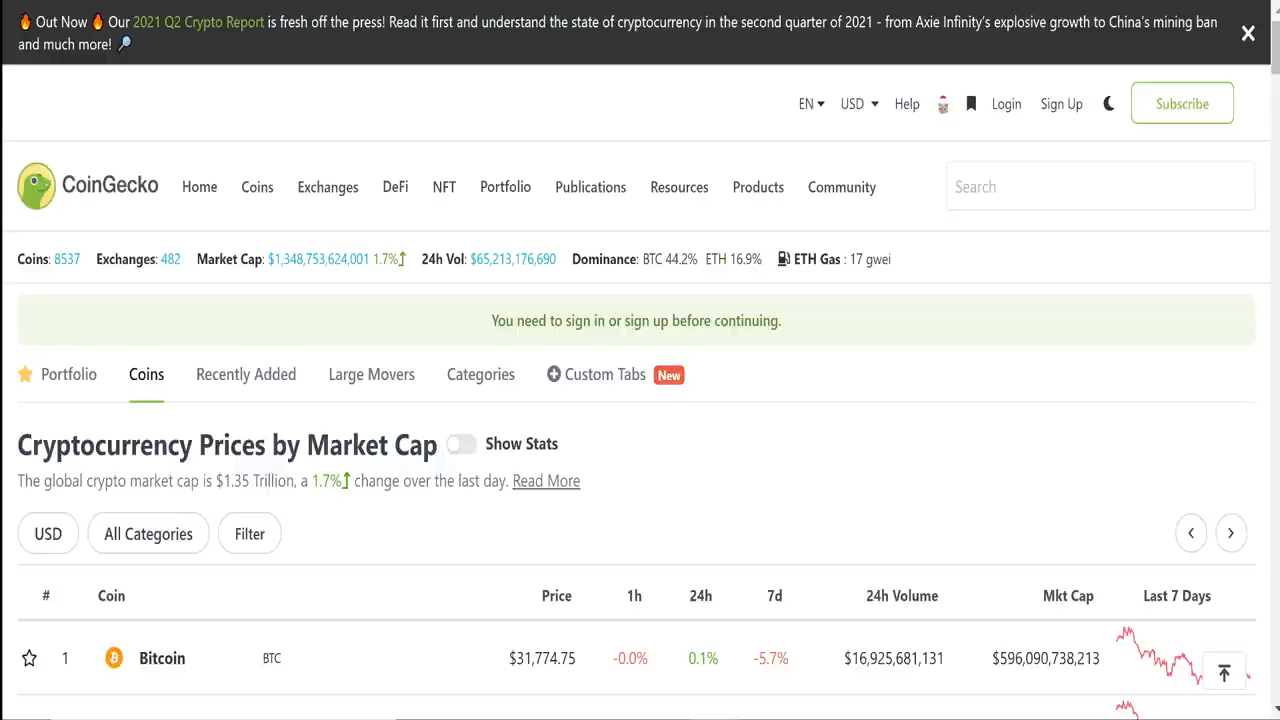 🔥 Out Now 🔥 Our 2021 Q2 Crypto Report is fresh off the press! Read it first and understand the state of cryptocurrency in the second quarter of 2021 - from Axie Infinity's explosive growth to China's mining ban
and much more! 🔎
EN USD Help Login Sign Up Subscribe
CoinGecko Home Coins Exchanges DeFi NFT Portfolio Publications Resources Products Community Search
Coins: 8537 Exchanges: 482 Market Cap: $1,348,753,624,001 1.7% 24h Vol: $65,213,176,690 Dominance: BTC 44.2% ETH 16.9% ETH Gas : 17 gwei
You need to sign in or sign up before continuing.
Portfolio Coins Recently Added Large Movers Categories Custom Tabs New
Cryptocurrency Prices by Market Cap Show Stats
The global crypto market cap is $1.35 Trillion, a 1.7% change over the last day. Read More
USD All Categories Filter
# Coin Price 1h 24h 7d 24h Volume Mkt Cap Last 7 Days
1 Bitcoin BTC $31,774.75 -0.0% 0.1% -5.7% $16,925,681,131 $596,090,738,213